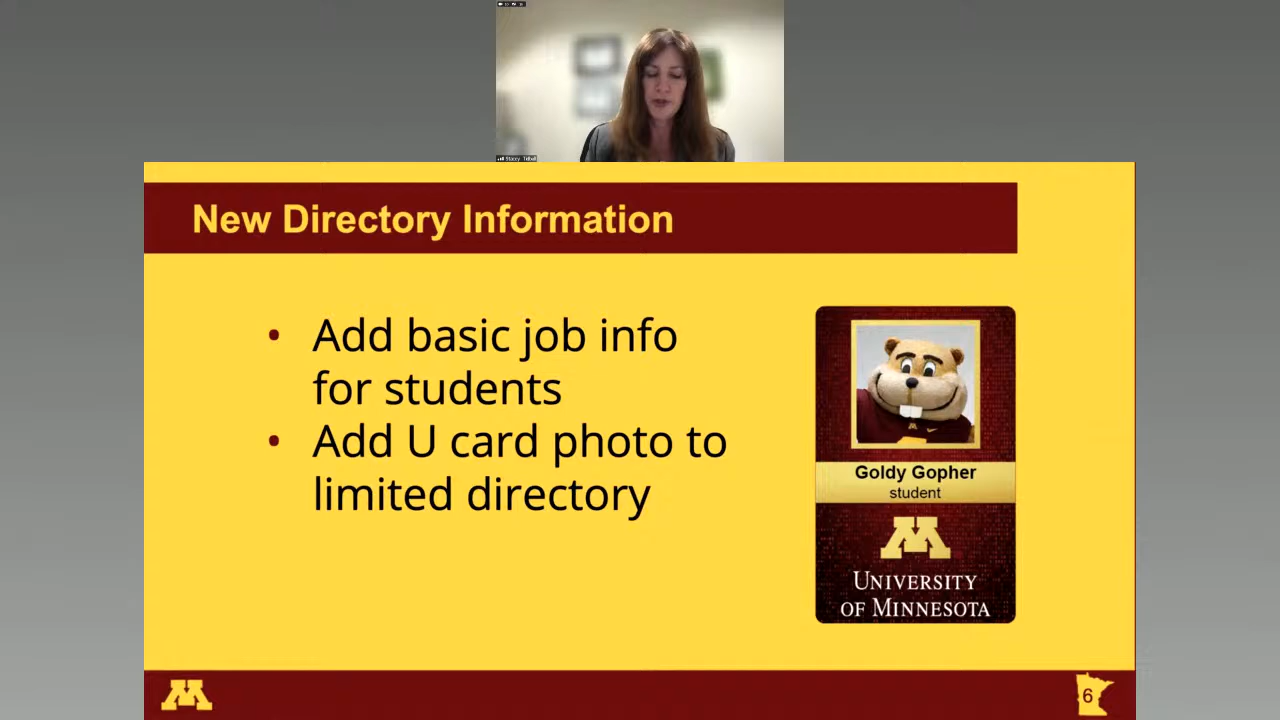 New Directory Information
• Add basic job info
for students
• Add U card photo to
limited directory
Goldy Gopher
student
M
UNIVERSITY
OF MINNESOTA
M
6